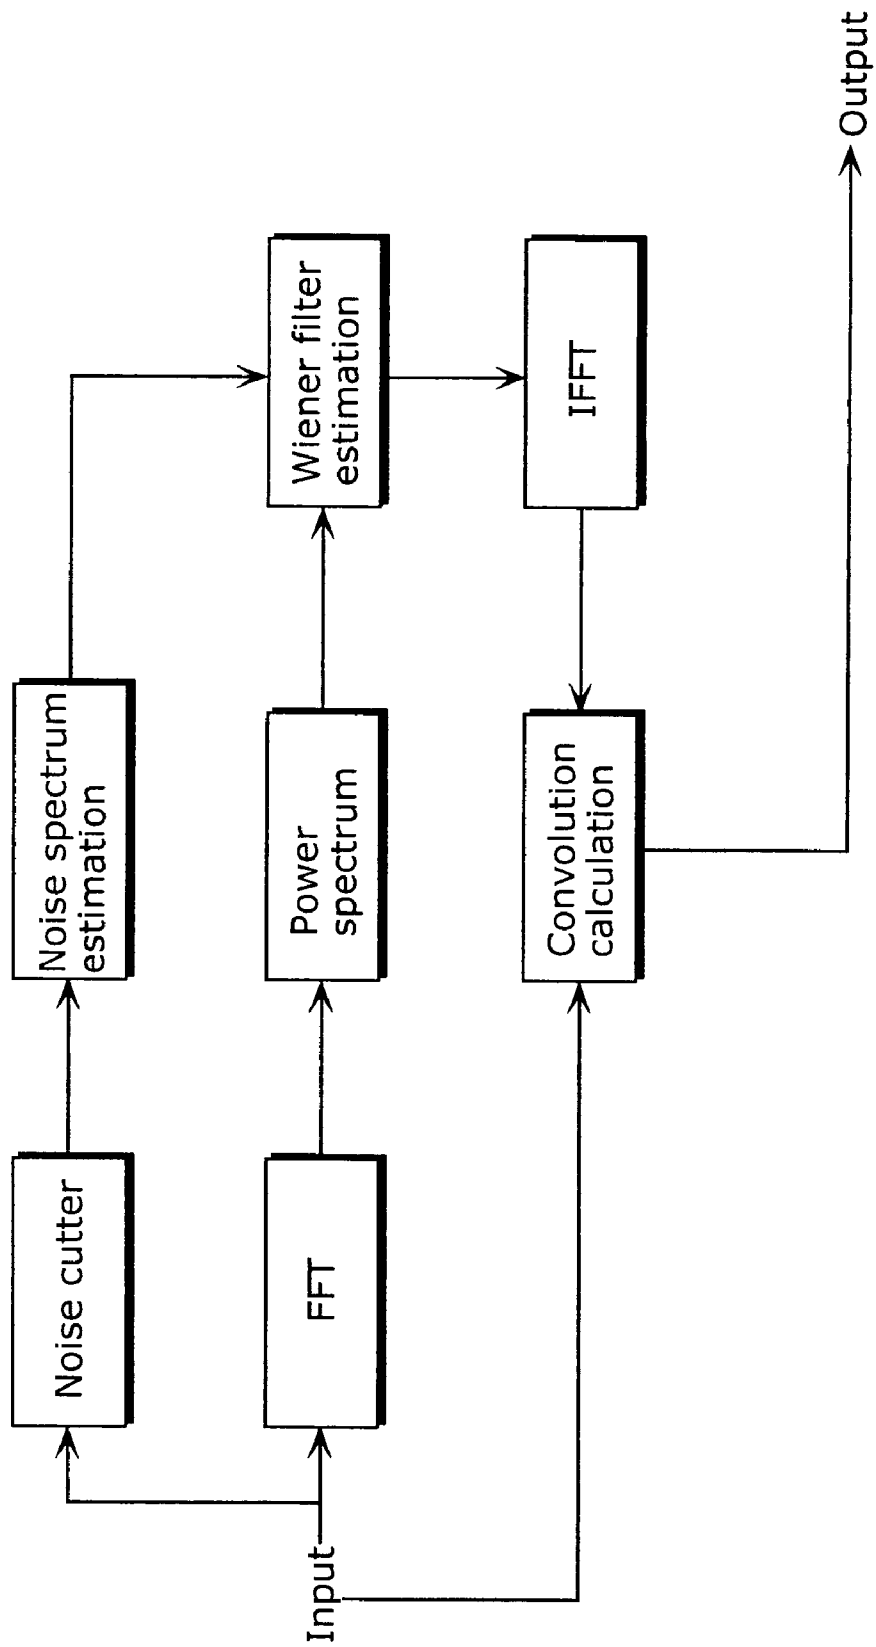 Input
Noise cutter
Noise spectrum
estimation
FFT
Power
spectrum
Wiener filter
estimation
Convolution
calculation
IFFT
Output